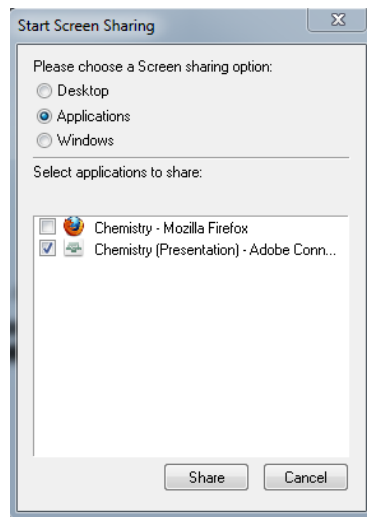 Start Screen Sharing
Please choose a Screen sharing option:
Desktop
Applications
Windows
Select applications to share:
Chemistry - Mozilla Firefox
Chemistry (Presentation) - Adobe Conn...
Share Cancel